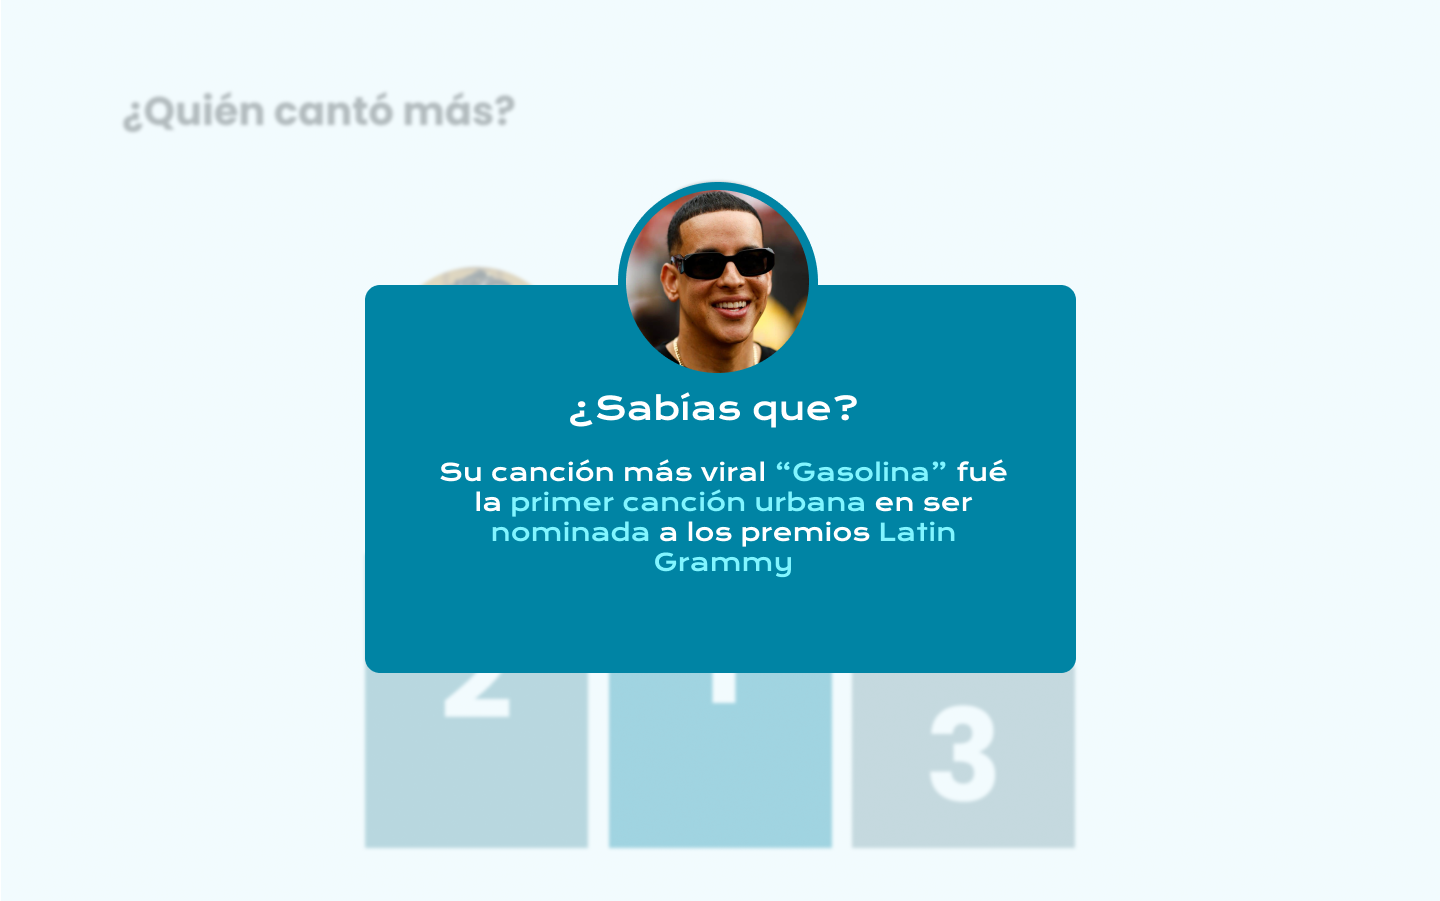 ¿Quién cantó más?
¿Sabías que?
Su canción más viral “Gasolina” fué
la primer canción urbana en ser
nominada a los premios Latin
Grammy
2 1 3